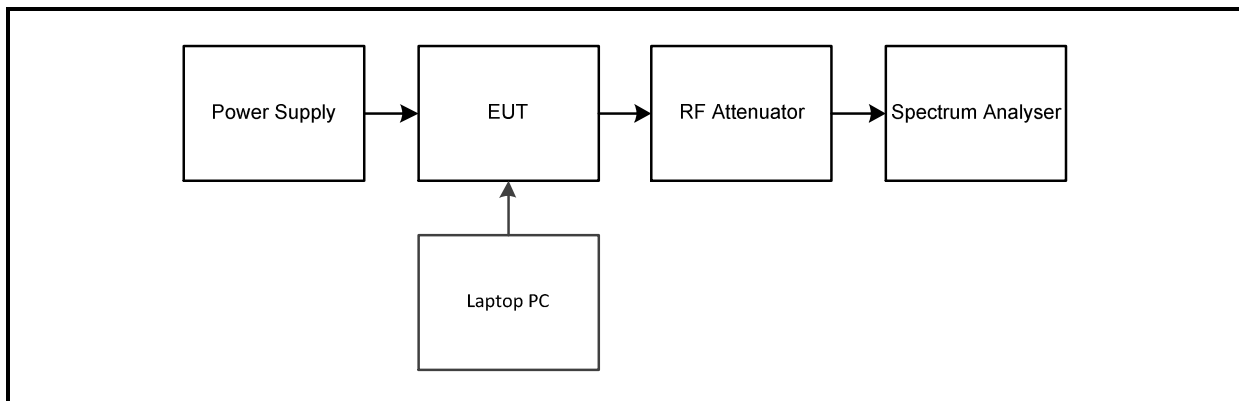 Power Supply
EUT
RF Attenuator
Spectrum Analyser
Laptop PC